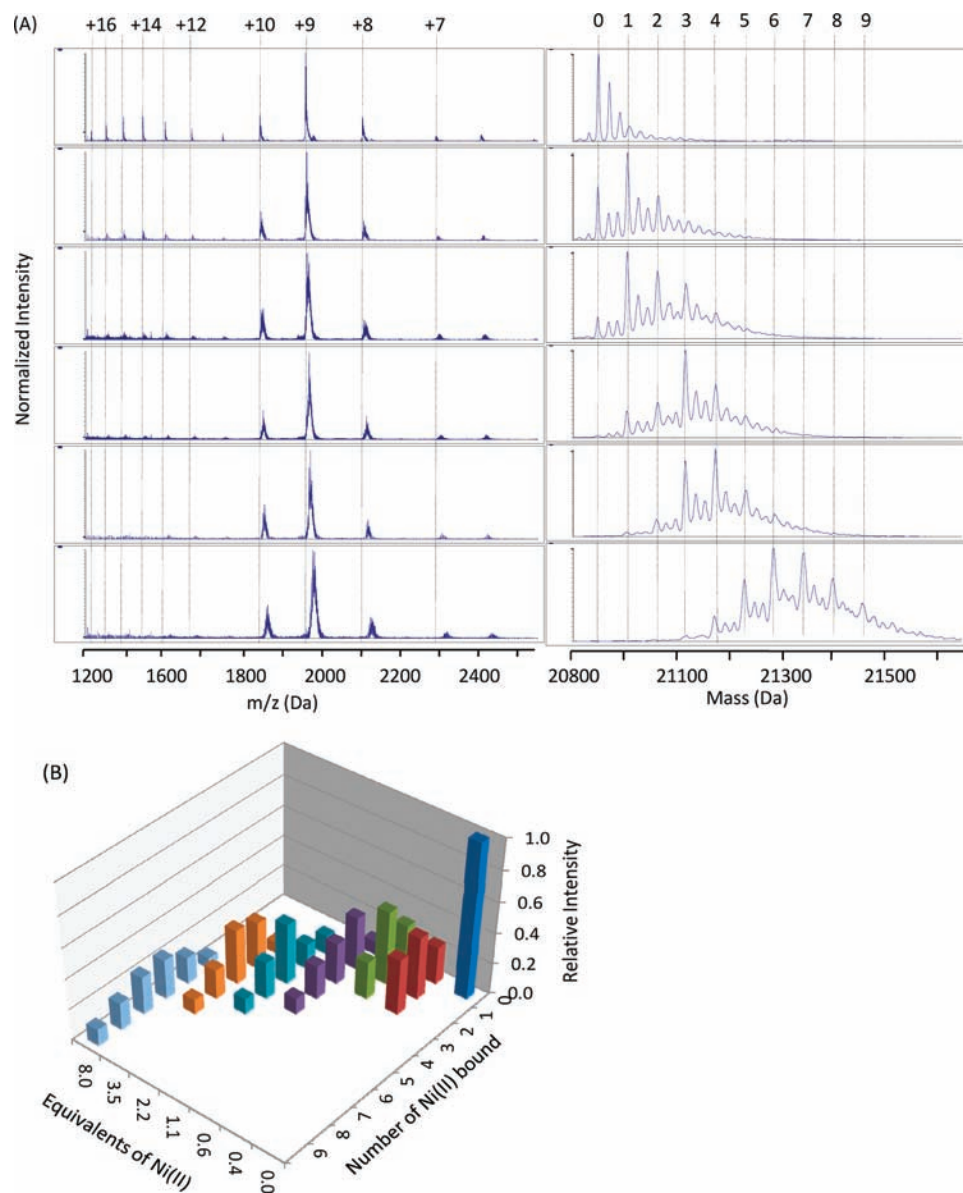 (A)
+16 +14 +12 +10 +9 +8 +7
0 1 2 3 4 5 6 7 8 9
Normalized Intensity
1200 1600 1800 2000 2200 2400
m/z (Da)
20800 21100 21300 21500
Mass (Da)
(B)
1.0
0.8
0.6
0.4
0.2
0.0
Relative Intensity
0
1
2
3
4
5
6
7
8
9
Number of Ni(II) bound
8.0
3.5
2.2
1.1
0.6
0.4
0.0
Equivalents of Ni(II)